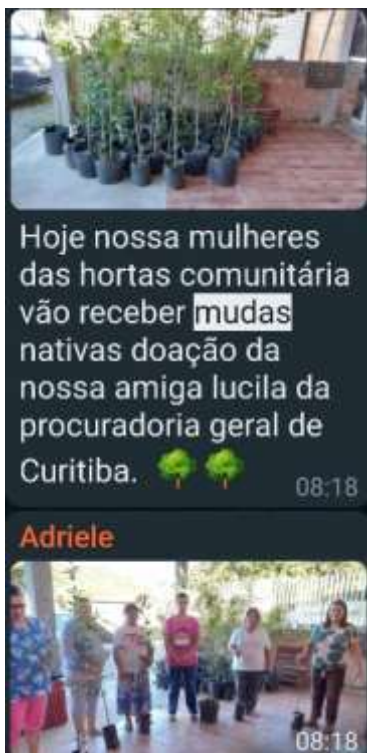 Hoje nossa mulheres
das hortas comunitária
vão receber mudas
nativas doação da
nossa amiga lucila da
procuradoria geral de
Curitiba. 🌳🌳
08:18
Adriele
08:18